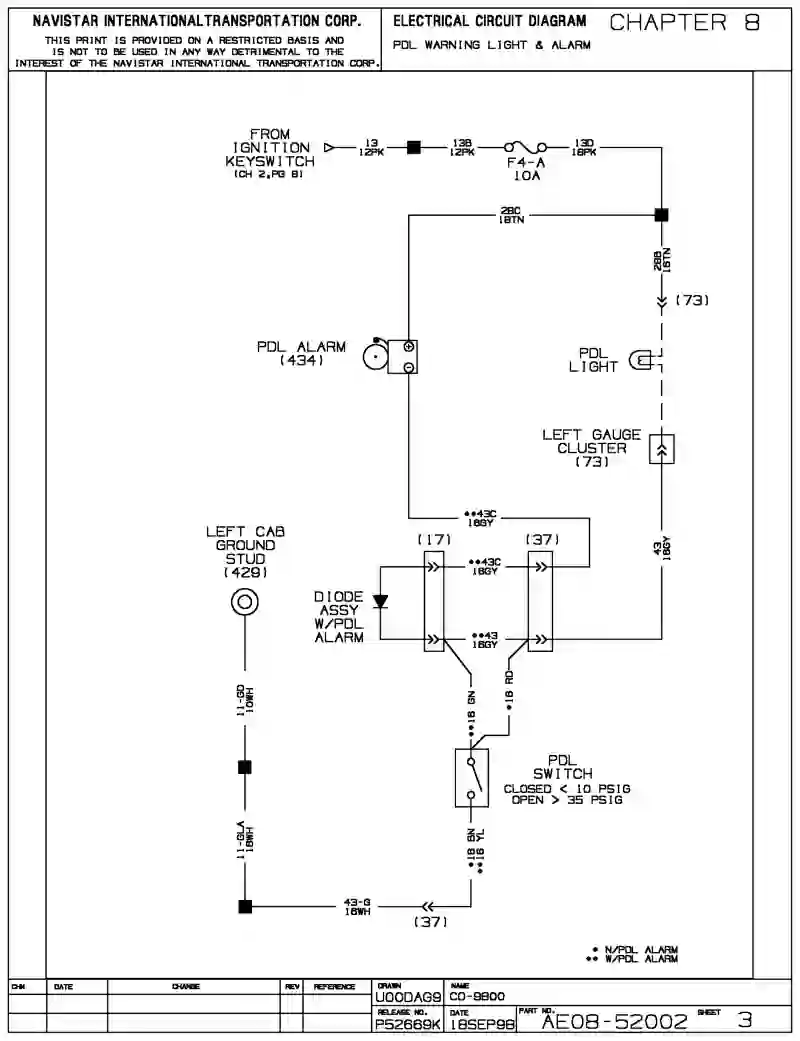 NAVISTAR INTERNATIONALTRANSPORTATION CORP.
THIS PRINT IS PROVIDED ON A RESTRICTED BASIS AND
IS NOT TO BE USED IN ANY WAY DETRIMENTAL TO THE
INTEREST OF THE NAVISTAR INTERNATIONAL TRANSPORTATION CORP.
ELECTRICAL CIRCUIT DIAGRAM
CHAPTER 8
PDL WARNING LIGHT & ALARM
FROM
IGNITION
KEYSWITCH
(CH 2,PG 8)
13
12PK
13B
12PK
F4-A
10A
13D
18PK
28C
18TN
28B
18TN
(73)
PDL ALARM
(434)
PDL
LIGHT
LEFT GAUGE
CLUSTER
(73)
**43C
18GY
43
18GY
LEFT CAB
GROUND
STUD
(429)
(17)
(37)
**43C
18GY
DIODE
ASSY
W/PDL
ALARM
**43
18GY
**18 GN
*18 RD
11-GD
10WH
PDL
SWITCH
CLOSED < 10 PSIG
OPEN > 35 PSIG
11-GLA
18WH
*18 GN
**18 YL
43-G
18WH
(37)
* N/PDL ALARM
** W/PDL ALARM
CHK
DATE
CHANGE
REV
REFERENCE
DRAWN
U00DAG9
NAME
CO-9800
RELEASE NO.
P52669K
DATE
18SEP98
PART NO.
AE08-52002
SHEET
3